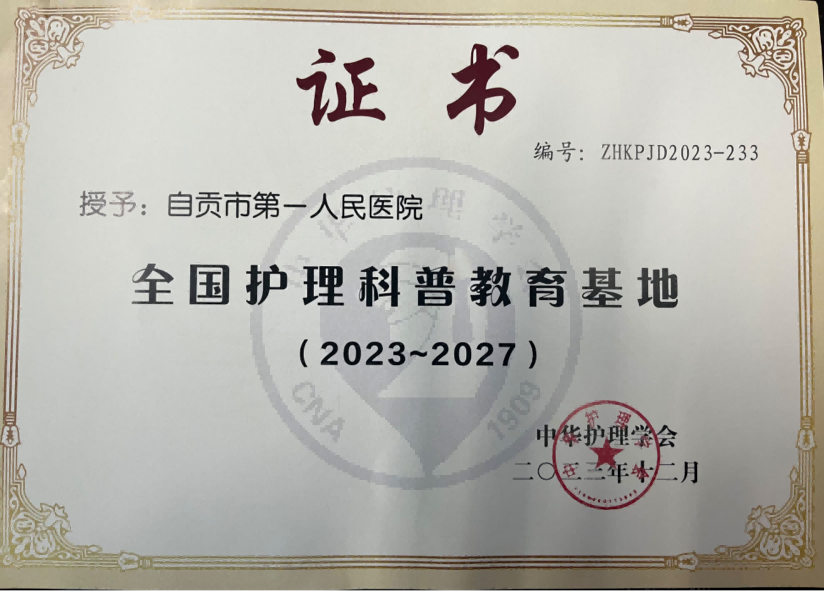 证书
编号：ZHKPJD2023-233
授予：自贡市第一人民医院
全国护理科普教育基地
（2023~2027）
CNA 1909
中华护理学会
二〇二三年十二月